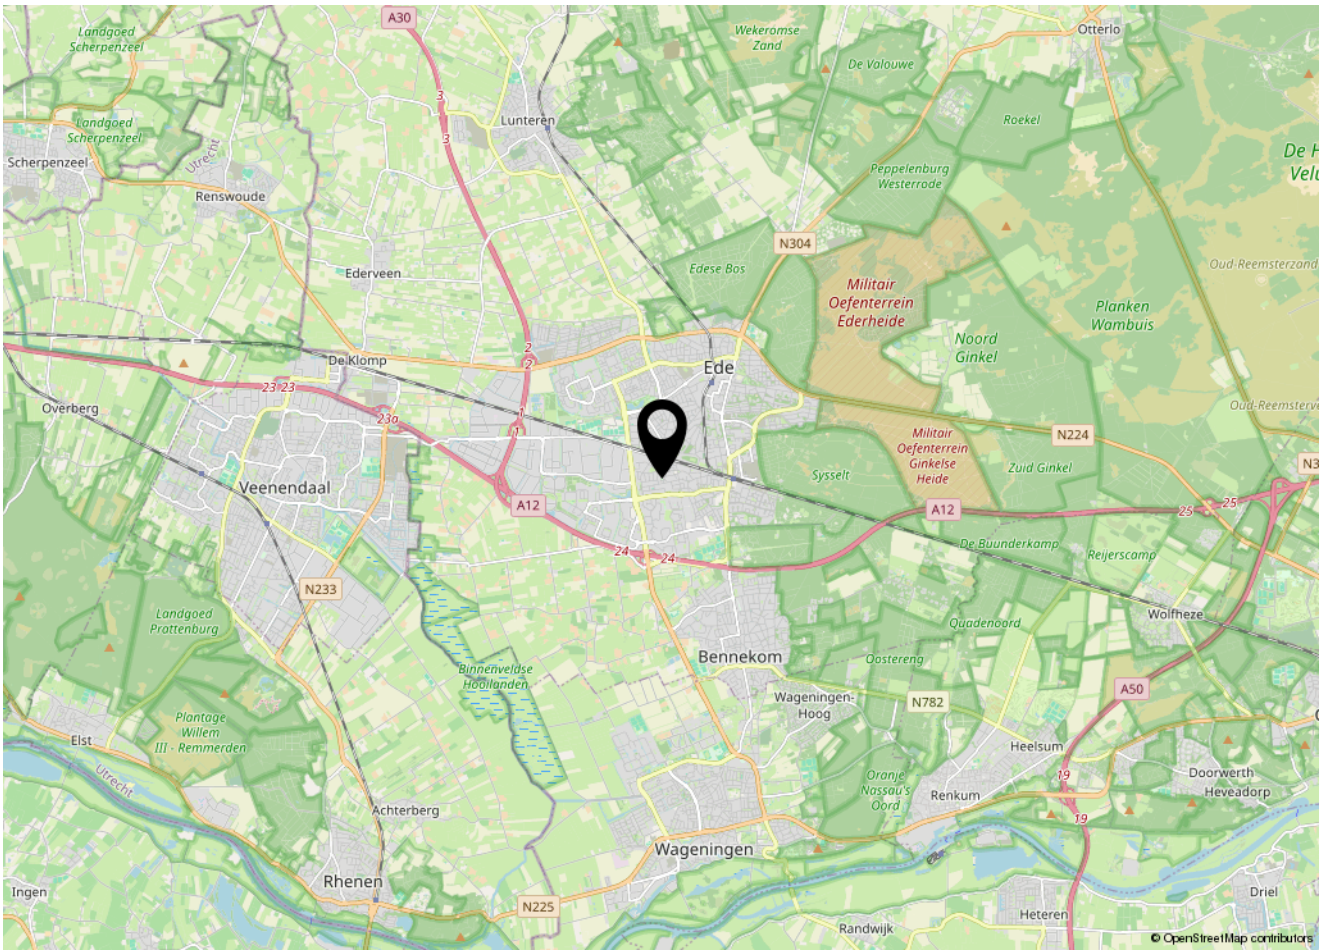 A30
Landgoed
Scherpenzeel
Wekeromse
Zand
Otterlo
De Valouwe
3
Landgoed
Scherpenzeel
Lunteren
Roekel
3
Scherpenzeel
Utrecht
Renswoude
Peppelenburg
Westerrode
N304
Edese Bos
Ederveen
Militair
Oefenterrein
Ederheide
Oud-Reemsterzand
Planken
Wambuis
Noord
Ginkel
2
2
De Klomp
Ede
23 23
Overberg
23a
1
1
Oud-Reemsterve
N224
Militair
Oefenterrein
Ginkelse
Heide
Sysselt
Zuid Ginkel
Veenendaal
A12
A12
25
25
24
24
De Buunderkamp
Reijerscamp
N233
Landgoed
Prattenburg
Wolfheze
Quadenoord
Bennekom
Oostereng
Binnenveldse
Hooilanden
Wageningen-
Hoog
N782
A50
Plantage
Willem
III - Remmerden
Elst
Utrecht
Heelsum
19
Doorwerth
Heveadorp
Oranje
Nassau's
Oord
Renkum
Achterberg
19
Wageningen
Rhenen
Ingen
N225
Driel
Heteren
Randwijk
© OpenStreetMap contributors